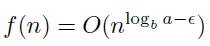 f(n) = O(n^{log_b a−ϵ})